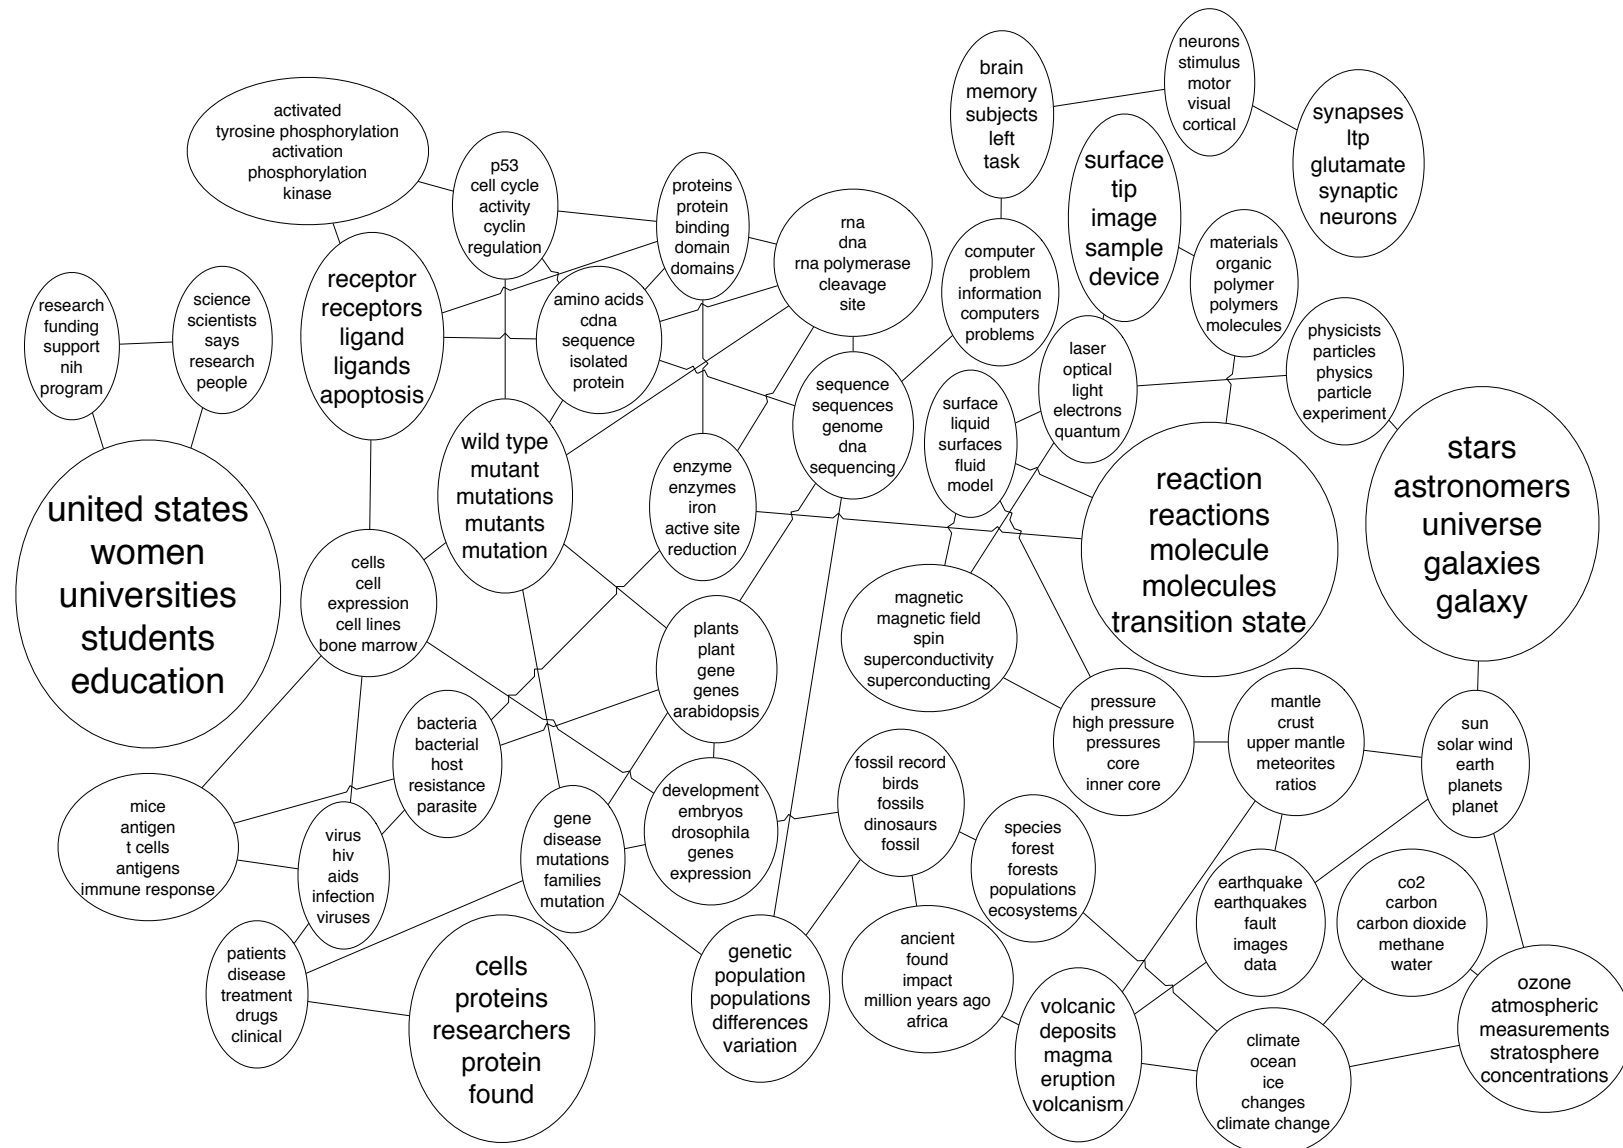 activated
tyrosine phosphorylation
activation
phosphorylation
kinase
p53
cell cycle
activity
cyclin
regulation
proteins
protein
binding
domain
domains
rna
dna
rna polymerase
cleavage
site
brain
memory
subjects
left
task
neurons
stimulus
motor
visual
cortical
synapses
ltp
glutamate
synaptic
neurons
surface
tip
image
sample
device
computer
problem
information
computers
problems
materials
organic
polymer
polymers
molecules
research
funding
support
nih
program
science
scientists
says
research
people
receptor
receptors
ligand
ligands
apoptosis
amino acids
cdna
sequence
isolated
protein
laser
optical
light
electrons
quantum
physicists
particles
physics
particle
experiment
sequence
sequences
genome
dna
sequencing
surface
liquid
surfaces
fluid
model
wild type
mutant
mutations
mutants
mutation
enzyme
enzymes
iron
active site
reduction
reaction
reactions
molecule
molecules
transition state
stars
astronomers
universe
galaxies
galaxy
united states
women
universities
students
education
cells
cell
expression
cell lines
bone marrow
plants
plant
gene
genes
arabidopsis
magnetic
magnetic field
spin
superconductivity
superconducting
pressure
high pressure
pressures
core
inner core
mantle
crust
upper mantle
meteorites
ratios
sun
solar wind
earth
planets
planet
bacteria
bacterial
host
resistance
parasite
mice
antigen
t cells
antigens
immune response
virus
hiv
aids
infection
viruses
gene
disease
mutations
families
mutation
development
embryos
drosophila
genes
expression
fossil record
birds
fossils
dinosaurs
fossil
species
forest
forests
populations
ecosystems
earthquake
earthquakes
fault
images
data
co2
carbon
carbon dioxide
methane
water
patients
disease
treatment
drugs
clinical
cells
proteins
researchers
protein
found
genetic
population
populations
differences
variation
ancient
found
impact
million years ago
africa
volcanic
deposits
magma
eruption
volcanism
climate
ocean
ice
changes
climate change
ozone
atmospheric
measurements
stratosphere
concentrations